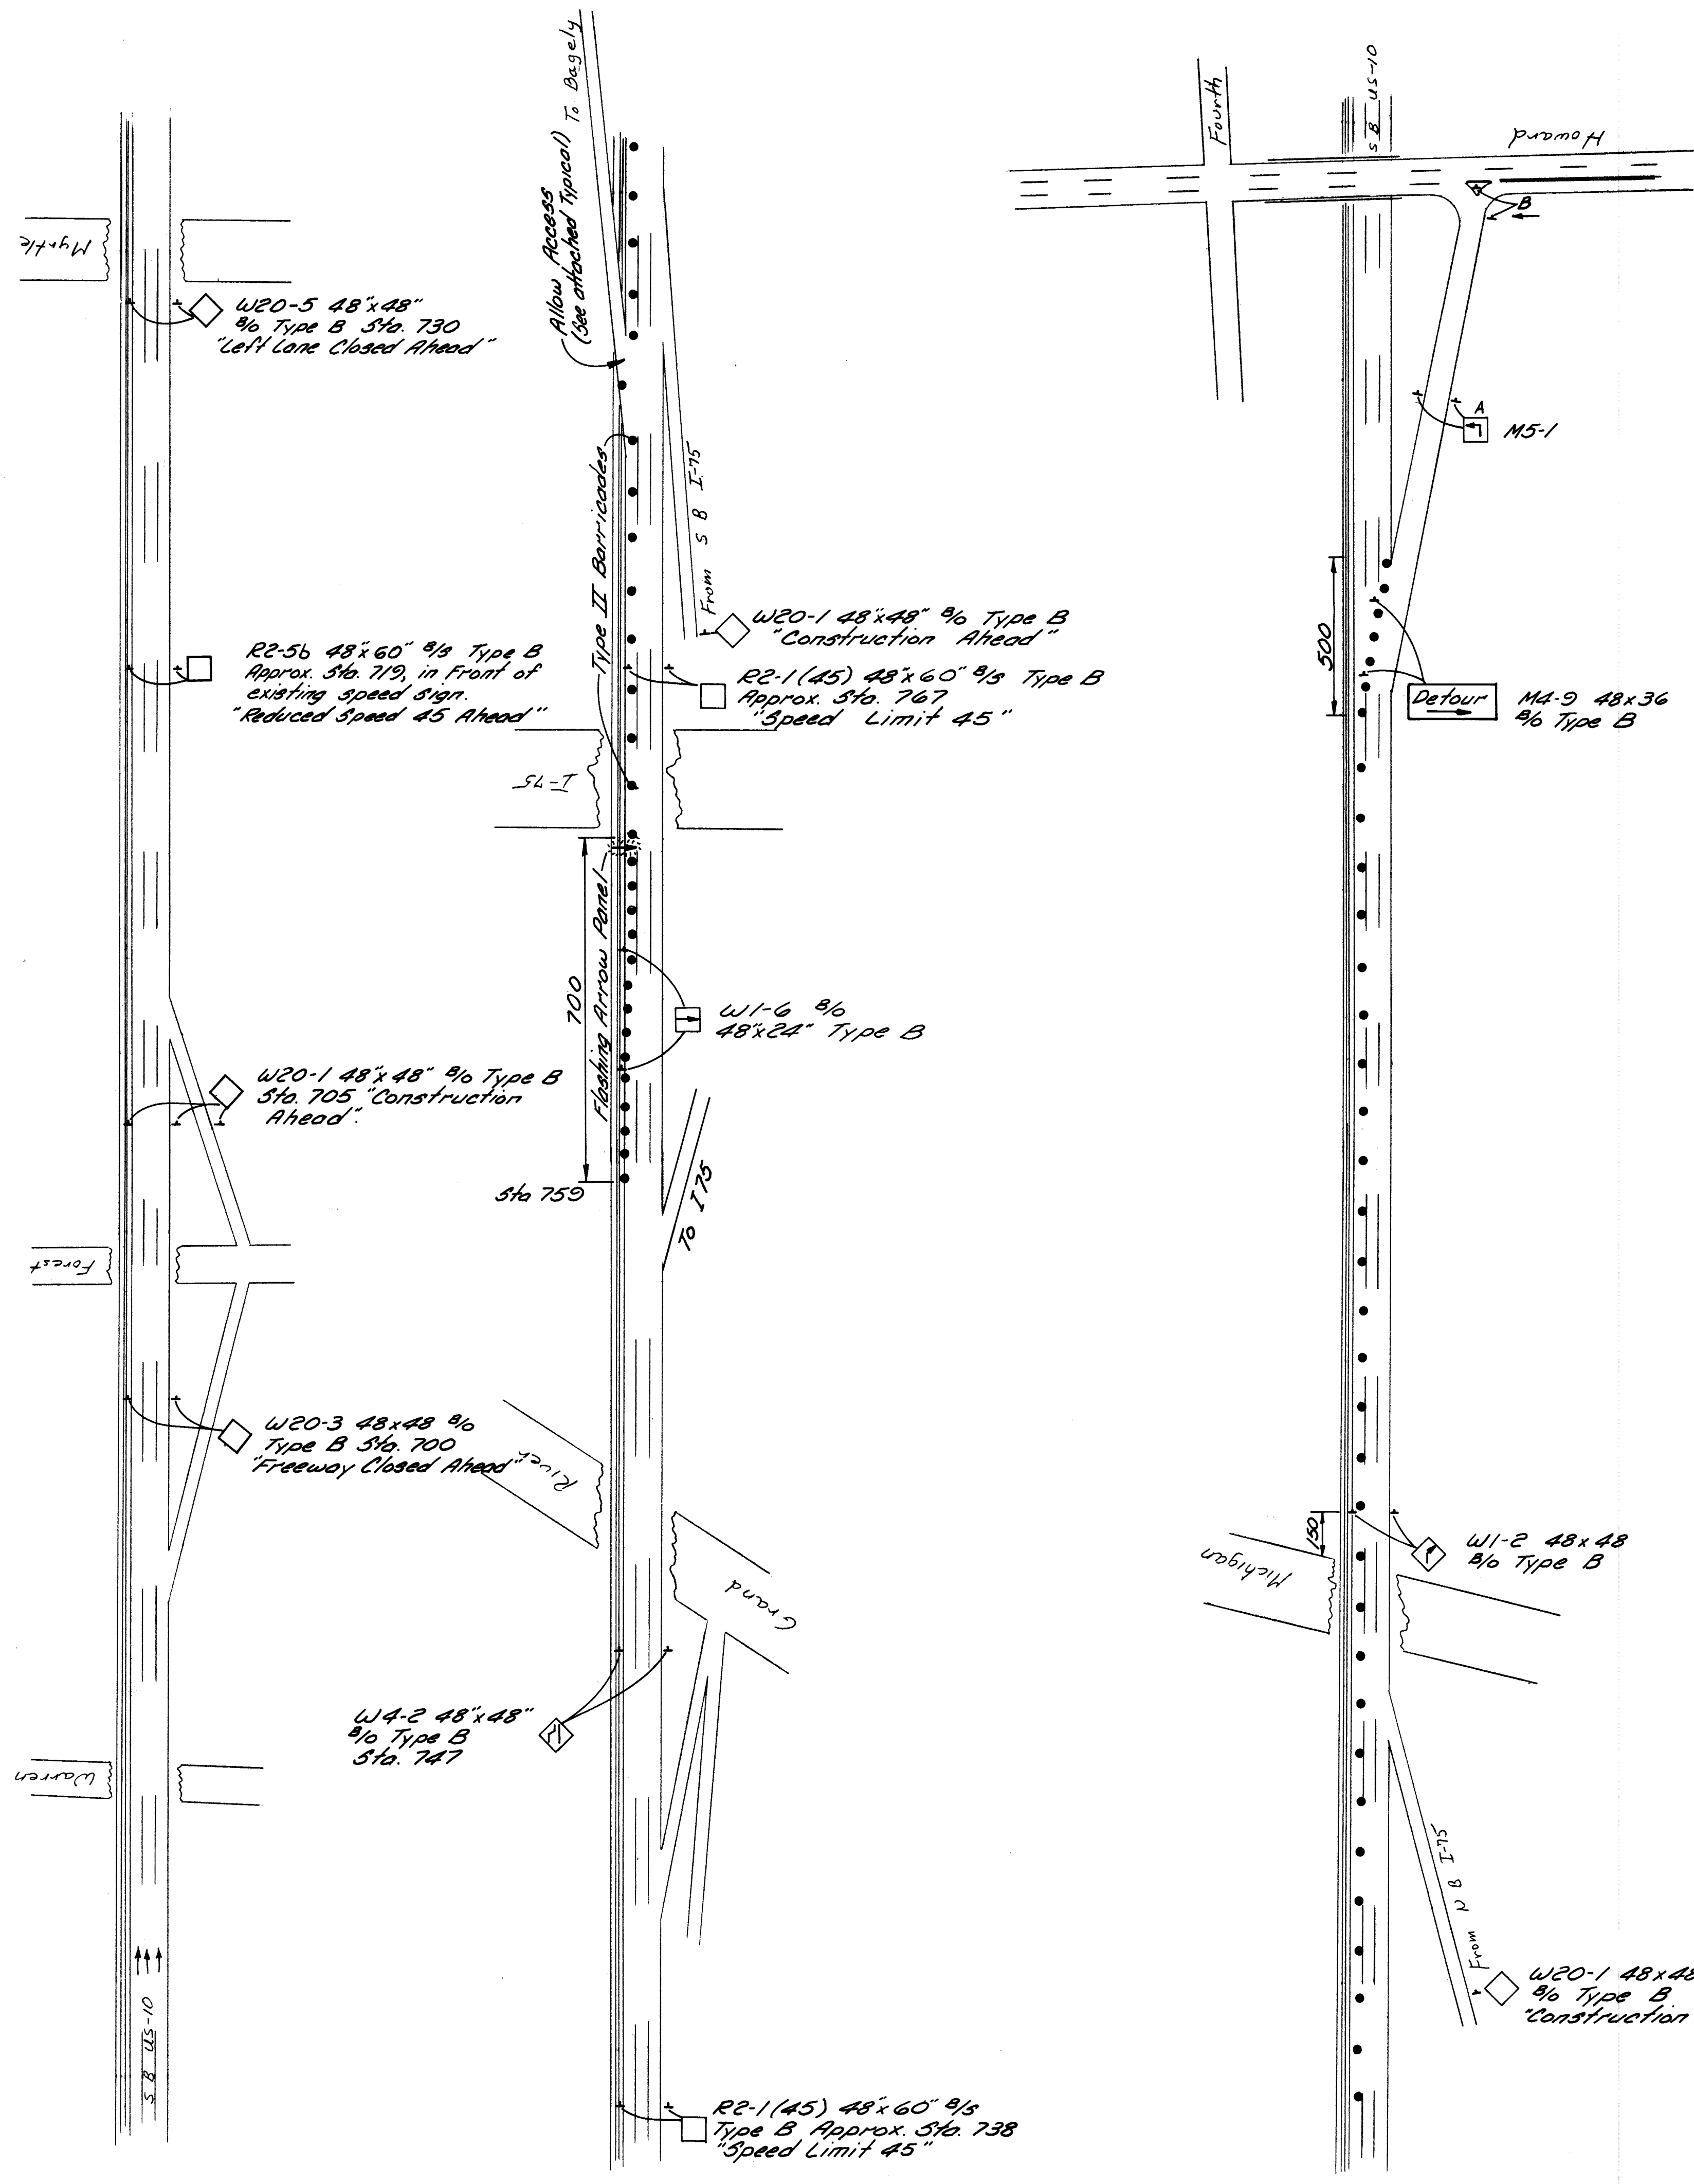 Myrtle
W20-5 48"x48"
B/o Type B Sta. 730
"Left Lane Closed Ahead"
R2-5b 48"x60" B/s Type B
Approx. Sta. 719, in Front of
existing speed sign.
"Reduced Speed 45 Ahead"
W20-1 48"x48" B/o Type B
Sta. 705 "Construction
Ahead".
Forest
W20-3 48x48 B/o
Type B Sta. 700
"Freeway Closed Ahead"
Warren
S B US-10
To Bagely
Allow Access
(See attached Typical)
Type II Barricades
From S B I-75
W20-1 48"x48" B/o Type B
"Construction Ahead"
R2-1(45) 48"x60" B/s Type B
Approx. Sta. 767
"Speed Limit 45"
I-75
700
Flashing Arrow Panel
W1-6 B/o
48"x24" Type B
Sta 759
To I 75
River
Grand
W4-2 48"x48"
B/o Type B
Sta. 747
R2-1(45) 48"x60" B/s
Type B Approx. Sta. 738
"Speed Limit 45"
Fourth
S B US-10
Howard
B
A
M5-1
500
Detour
M4-9 48x36
B/o Type B
150
Michigan
W1-2 48x48
B/o Type B
From N B I-75
W20-1 48x48
B/o Type B
"Construction